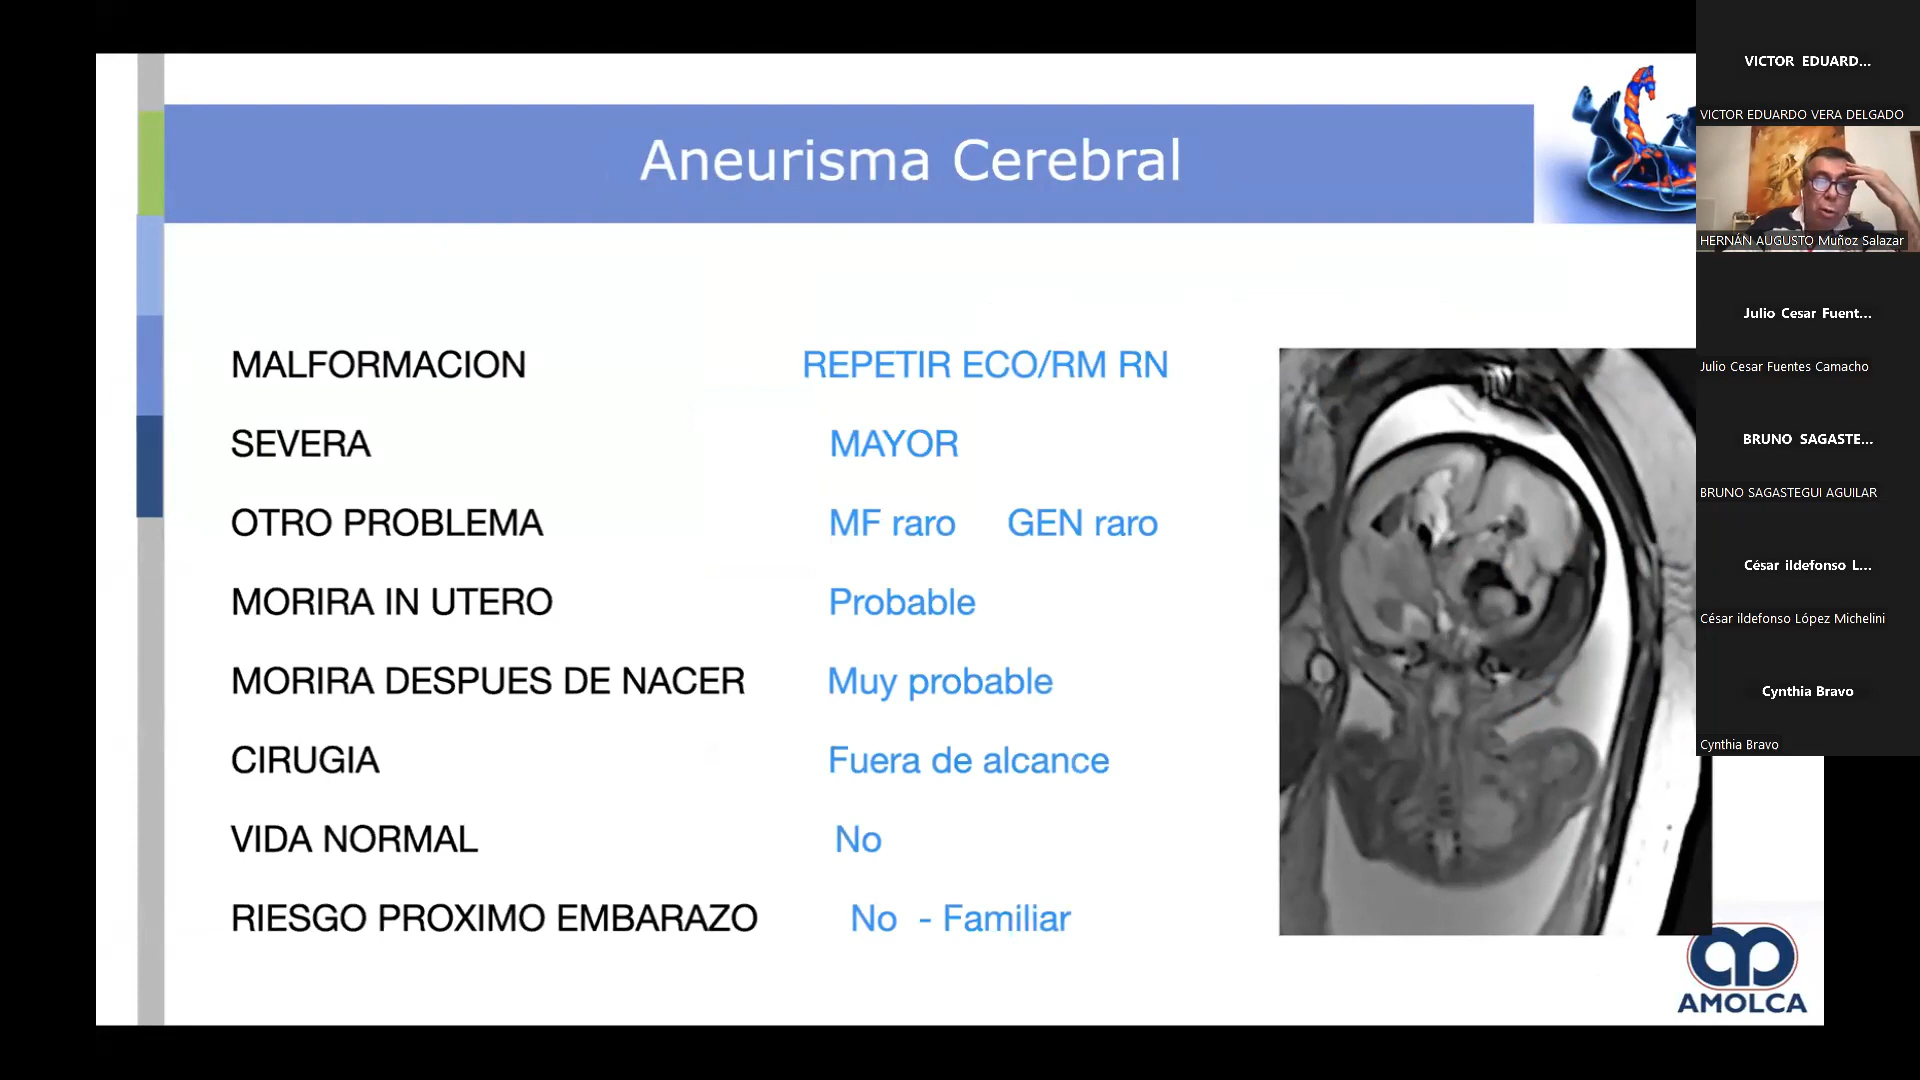 Aneurisma Cerebral
MALFORMACION REPETIR ECO/RM RN
SEVERA MAYOR
OTRO PROBLEMA MF raro GEN raro
MORIRA IN UTERO Probable
MORIRA DESPUES DE NACER Muy probable
CIRUGIA Fuera de alcance
VIDA NORMAL No
RIESGO PROXIMO EMBARAZO No - Familiar
AMOLCA
VICTOR EDUARD...
VICTOR EDUARDO VERA DELGADO
HERNÁN AUGUSTO Muñoz Salazar
Julio Cesar Fuent...
Julio Cesar Fuentes Camacho
BRUNO SAGASTE...
BRUNO SAGASTEGUI AGUILAR
César ildefonso L...
César ildefonso López Michelini
Cynthia Bravo
Cynthia Bravo